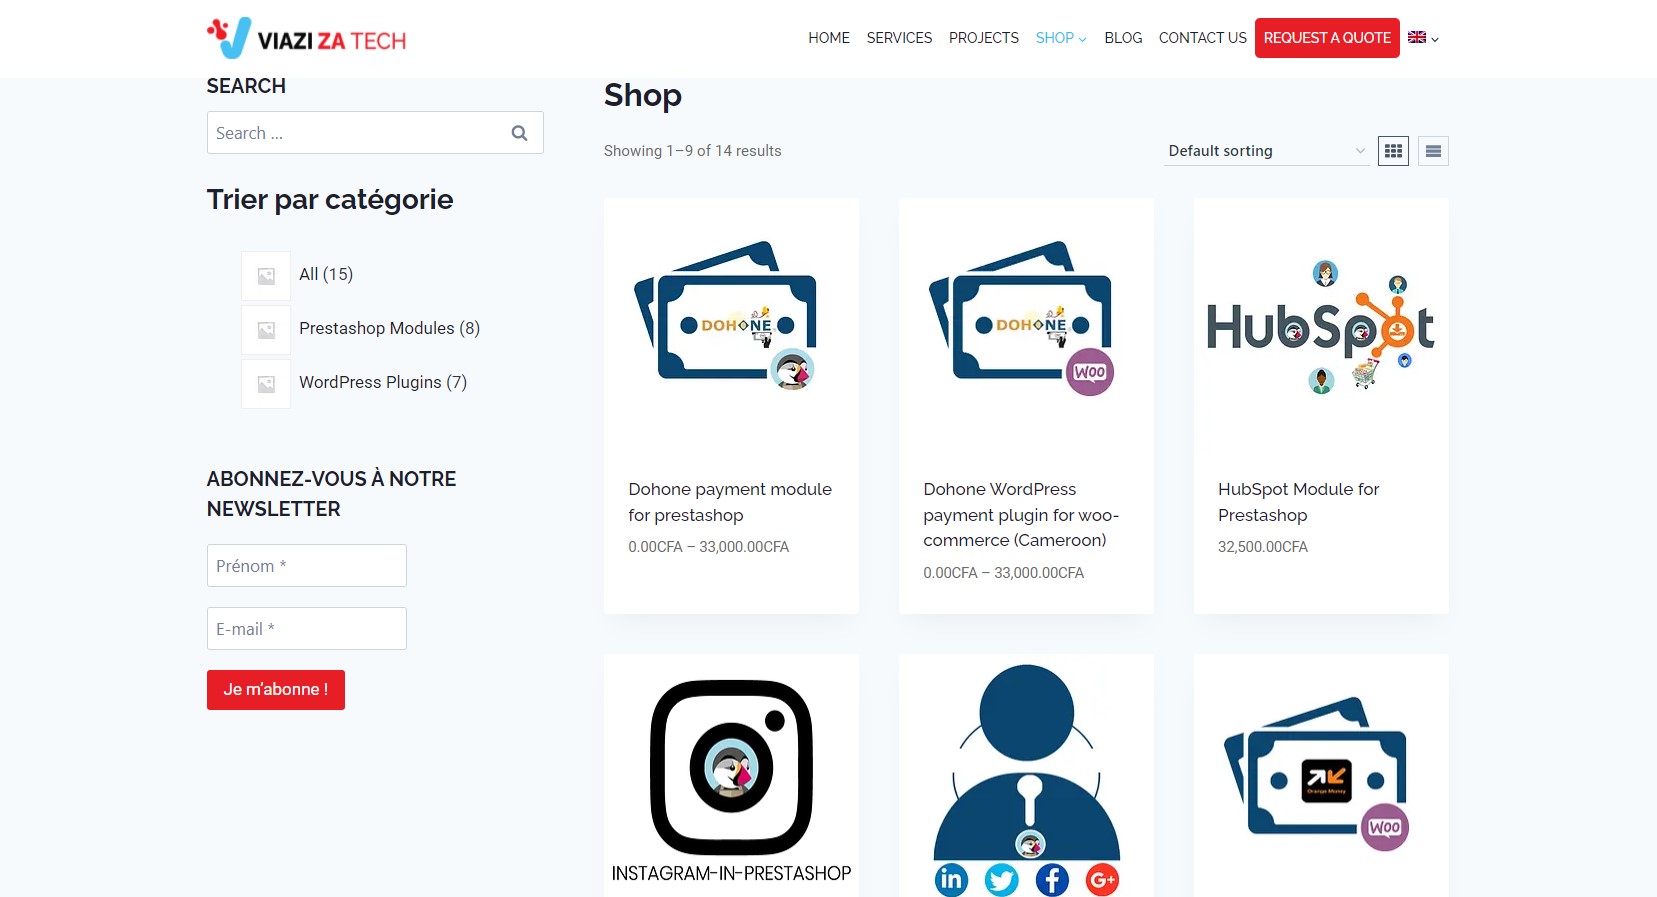 VIAZI ZA TECH
HOME SERVICES PROJECTS SHOP BLOG CONTACT US REQUEST A QUOTE
SEARCH
Search ...
Trier par catégorie
All (15)
Prestashop Modules (8)
WordPress Plugins (7)
ABONNEZ-VOUS À NOTRE
NEWSLETTER
Prénom *
E-mail *
Je m'abonne !
Shop
Showing 1–9 of 14 results
Default sorting
DOHONE
DOHONE
Woo
HubSpot
Dohone payment module
for prestashop
0.00CFA – 33,000.00CFA
Dohone WordPress
payment plugin for woo-
commerce (Cameroon)
0.00CFA – 33,000.00CFA
HubSpot Module for
Prestashop
32,500.00CFA
INSTAGRAM-IN-PRESTASHOP
in f G+
Orange Money
Woo